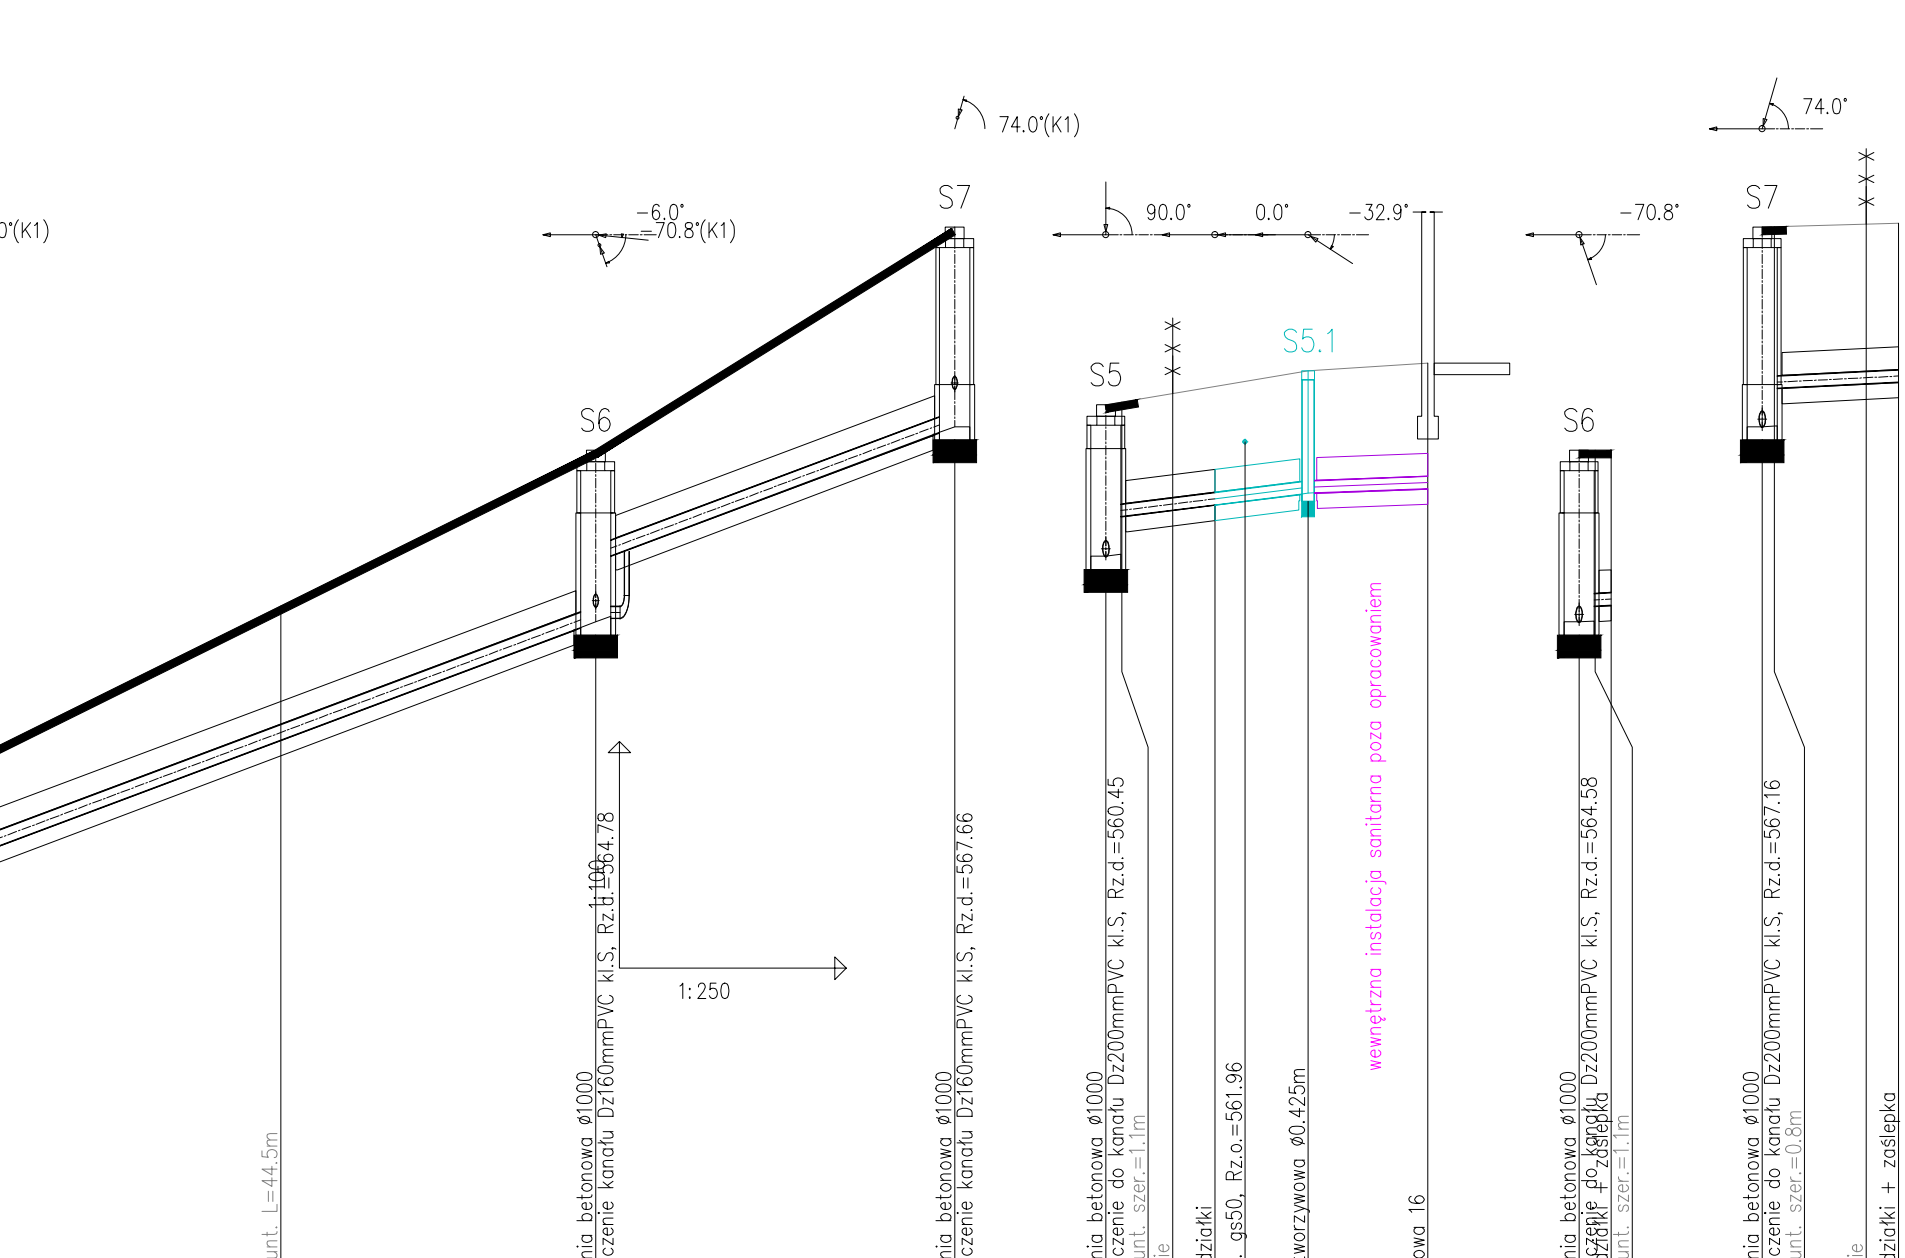 74.0°(K1)
74.0°
S7
S7
0°(K1)
-6.0°
-70.8°(K1)
90.0°
0.0°
-32.9°
-70.8°
S5.1
S5
S6
S6
wewnętrzna instalacja sanitarna poza opracowaniem
1:100
1:250
unt. L=44.5m
nia betonowa ø1000
czenie kanału Dz160mmPVC kl.S, Rz.d.=564.78
nia betonowa ø1000
czenie kanału Dz160mmPVC kl.S, Rz.d.=567.66
nia betonowa ø1000
czenie do kanału Dz200mmPVC kl.S, Rz.d.=560.45
unt. szer.=1.1m
ie
działki
. gs50, Rz.o.=561.96
tworzywowa ø0.425m
owa 16
nia betonowa ø1000
czenie do kanału Dz200mmPVC kl.S, Rz.d.=564.58
działki + zaślepka
unt. szer.=1.1m
nia betonowa ø1000
czenie do kanału Dz200mmPVC kl.S, Rz.d.=567.16
unt. szer.=0.8m
ie
działki + zaślepka